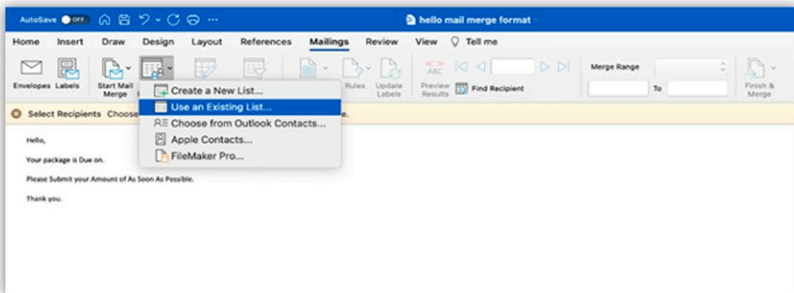 AutoSave OFF hello mail merge format
Home Insert Draw Design Layout References Mailings Review View Tell me
Envelopes Labels Start Mail Merge Rules Update Labels ABC Preview Results Find Recipient Merge Range To Finish & Merge
Create a New List...
Use an Existing List...
Choose from Outlook Contacts...
Apple Contacts...
FileMaker Pro...
Select Recipients Choose e.
Hello,
Your package is Due on.
Please Submit your Amount of As Soon As Possible.
Thank you.